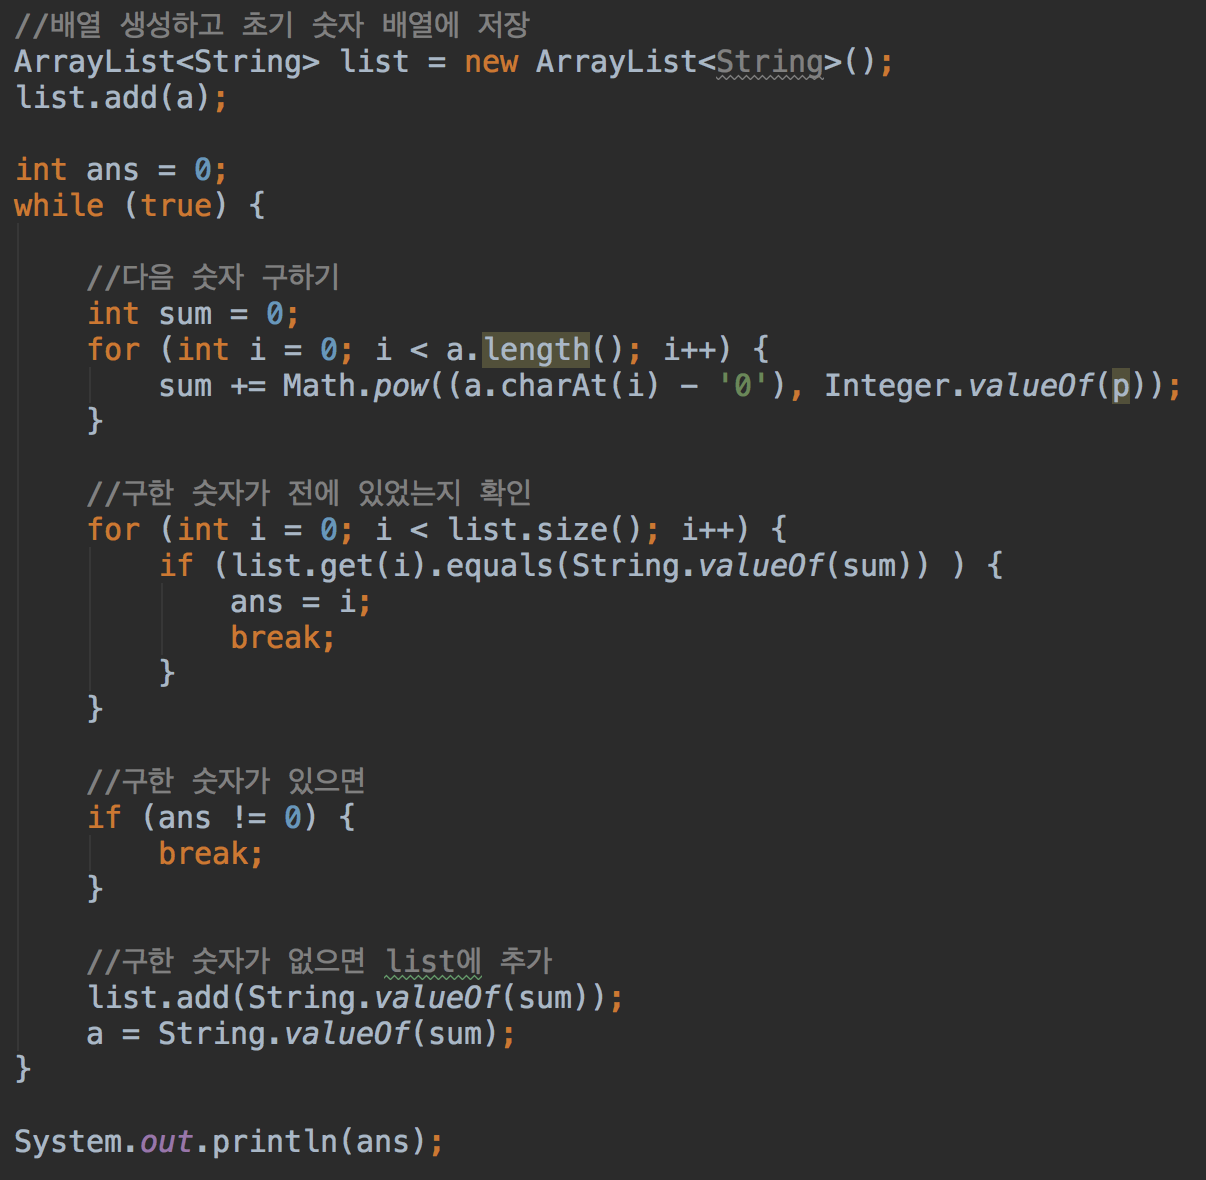 //배열 생성하고 초기 숫자 배열에 저장
ArrayList<String> list = new ArrayList<String>();
list.add(a);
int ans = 0;
while (true) {
//다음 숫자 구하기
int sum = 0;
for (int i = 0; i < a.length(); i++) {
sum += Math.pow((a.charAt(i) - '0'), Integer.valueOf(p));
}
//구한 숫자가 전에 있었는지 확인
for (int i = 0; i < list.size(); i++) {
if (list.get(i).equals(String.valueOf(sum)) ) {
ans = i;
break;
}
}
//구한 숫자가 있으면
if (ans != 0) {
break;
}
//구한 숫자가 없으면 list에 추가
list.add(String.valueOf(sum));
a = String.valueOf(sum);
}
System.out.println(ans);